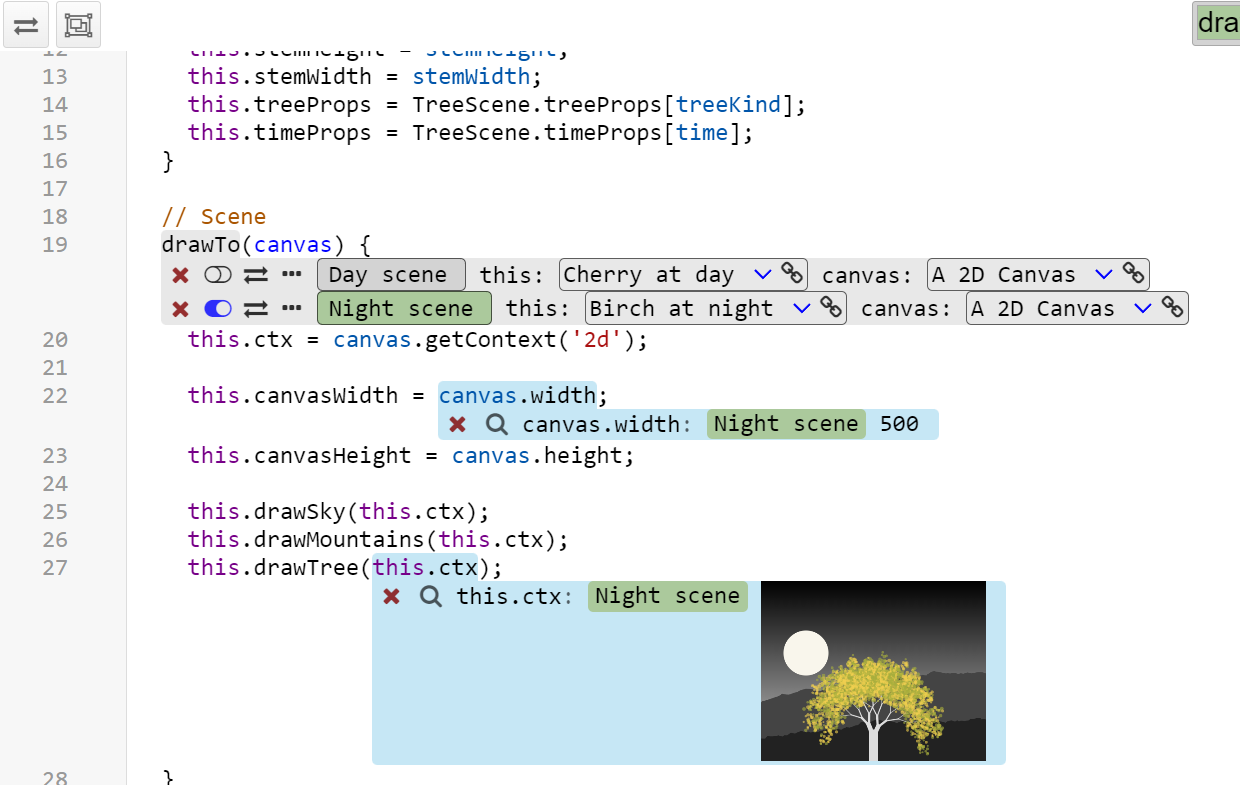 dra
12 this.stemHeight = stemHeight;
13 this.stemWidth = stemWidth;
14 this.treeProps = TreeScene.treeProps[treeKind];
15 this.timeProps = TreeScene.timeProps[time];
16 }
17
18 // Scene
19 drawTo(canvas) {
Day scene this: Cherry at day canvas: A 2D Canvas
Night scene this: Birch at night canvas: A 2D Canvas
20 this.ctx = canvas.getContext('2d');
21
22 this.canvasWidth = canvas.width;
canvas.width: Night scene 500
23 this.canvasHeight = canvas.height;
24
25 this.drawSky(this.ctx);
26 this.drawMountains(this.ctx);
27 this.drawTree(this.ctx);
this.ctx: Night scene
28 }